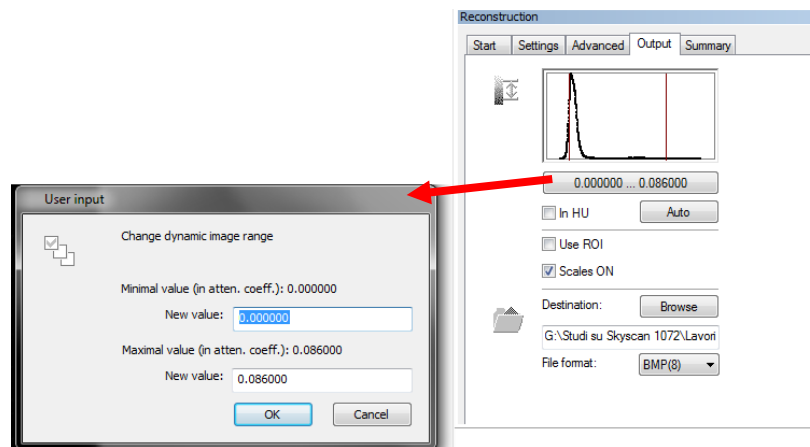 Reconstruction
Start Settings Advanced Output Summary
0.000000 ... 0.086000
In HU Auto
Use ROI
Scales ON
Destination: Browse
G:\Studi su Skyscan 1072\Lavori
File format: BMP(8)
User input
Change dynamic image range
Minimal value (in atten. coeff.): 0.000000
New value: 0.000000
Maximal value (in atten. coeff.): 0.086000
New value: 0.086000
OK Cancel